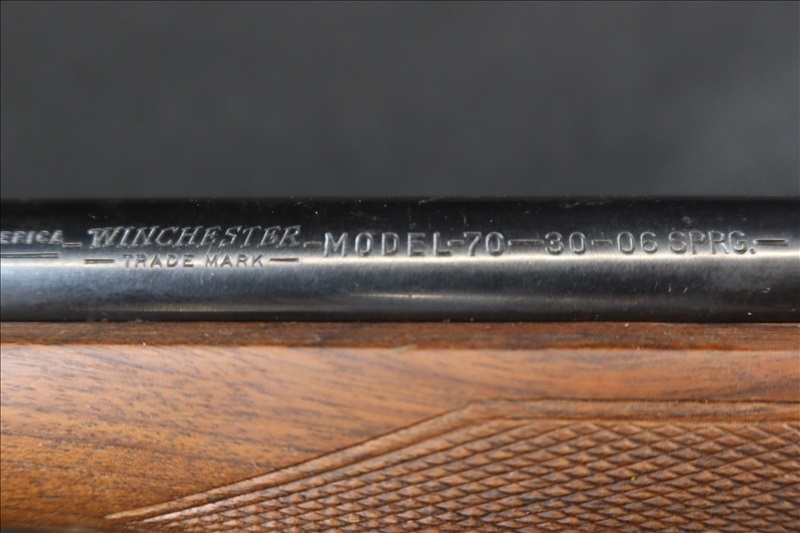 WINCHESTER -MODEL-70-30-06 SPRG.-
-TRADE MARK-